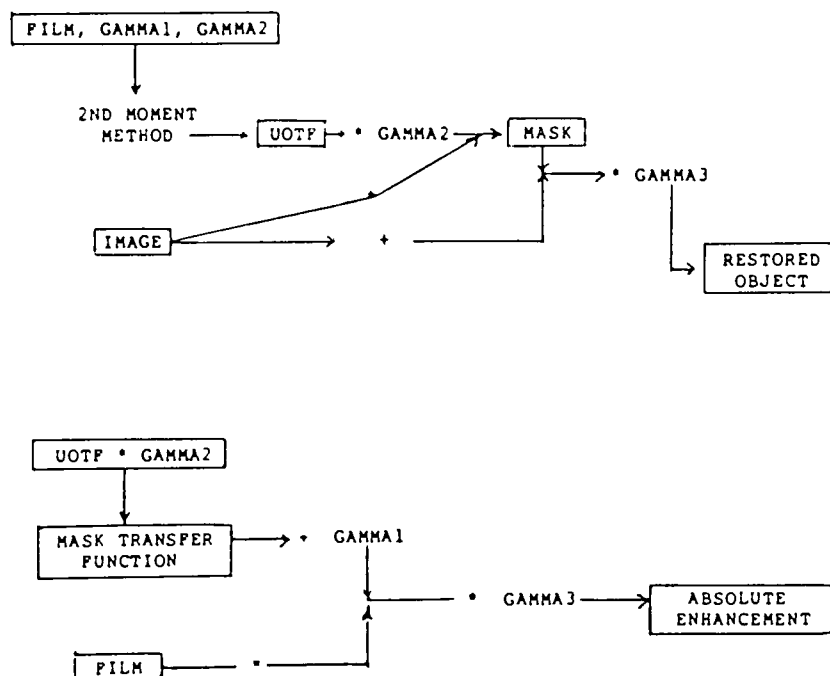 FILM, GAMMA1, GAMMA2
2ND MOMENT
METHOD
UOTF * GAMMA2 MASK
* GAMMA3
*
IMAGE +
RESTORED
OBJECT
UOTF * GAMMA2
MASK TRANSFER
FUNCTION
+ GAMMA1
* GAMMA3
ABSOLUTE
ENHANCEMENT
FILM *